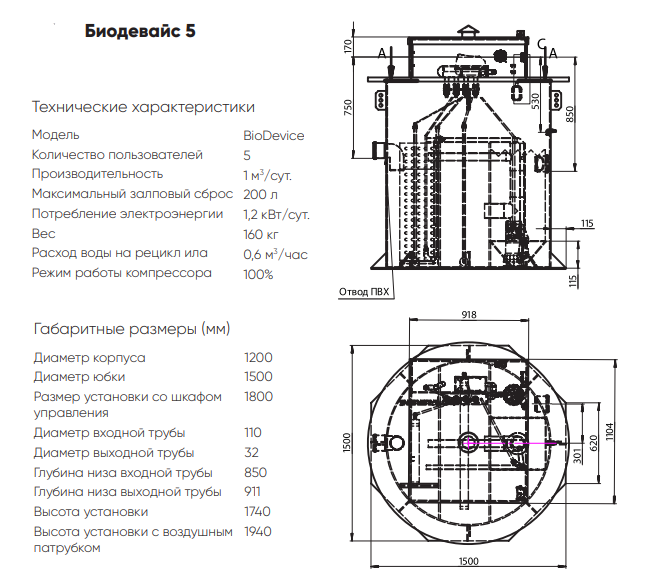 Биодевайс 5
Технические характеристики
Модель BioDevice
Количество пользователей 5
Производительность 1 м³/сут.
Максимальный залповый сброс 200 л
Потребление электроэнергии 1,2 кВт/сут.
Вес 160 кг
Расход воды на рецикл ила 0,6 м³/час
Режим работы компрессора 100%
Габаритные размеры (мм)
Диаметр корпуса 1200
Диаметр юбки 1500
Размер установки со шкафом 1800
управления
Диаметр входной трубы 110
Диаметр выходной трубы 32
Глубина низа входной трубы 850
Глубина низа выходной трубы 911
Высота установки 1740
Высота установки с воздушным 1940
патрубком
170
A
C
A
750
530
850
115
115
Отвод ПВХ
918
1500
301
620
1104
1500